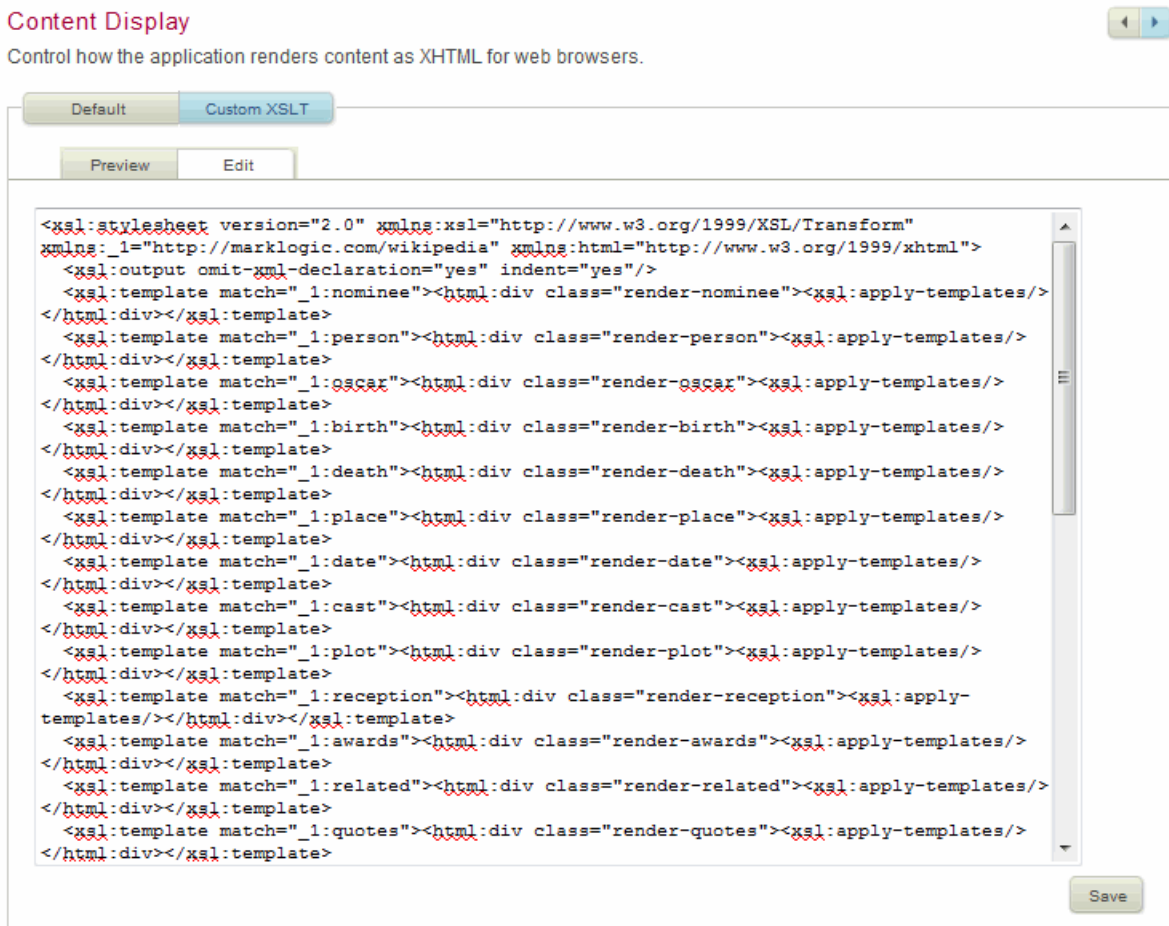 Content Display
Control how the application renders content as XHTML for web browsers.
Default
Custom XSLT
Preview
Edit
<xsl:stylesheet version="2.0" xmlns:xsl="http://www.w3.org/1999/XSL/Transform"
xmlns:_1="http://marklogic.com/wikipedia" xmlns:html="http://www.w3.org/1999/xhtml">
  <xsl:output omit-xml-declaration="yes" indent="yes"/>
  <xsl:template match="_1:nominee"><html:div class="render-nominee"><xsl:apply-templates/>
</html:div></xsl:template>
  <xsl:template match="_1:person"><html:div class="render-person"><xsl:apply-templates/>
</html:div></xsl:template>
  <xsl:template match="_1:oscar"><html:div class="render-oscar"><xsl:apply-templates/>
</html:div></xsl:template>
  <xsl:template match="_1:birth"><html:div class="render-birth"><xsl:apply-templates/>
</html:div></xsl:template>
  <xsl:template match="_1:death"><html:div class="render-death"><xsl:apply-templates/>
</html:div></xsl:template>
  <xsl:template match="_1:place"><html:div class="render-place"><xsl:apply-templates/>
</html:div></xsl:template>
  <xsl:template match="_1:date"><html:div class="render-date"><xsl:apply-templates/>
</html:div></xsl:template>
  <xsl:template match="_1:cast"><html:div class="render-cast"><xsl:apply-templates/>
</html:div></xsl:template>
  <xsl:template match="_1:plot"><html:div class="render-plot"><xsl:apply-templates/>
</html:div></xsl:template>
  <xsl:template match="_1:reception"><html:div class="render-reception"><xsl:apply-
templates/></html:div></xsl:template>
  <xsl:template match="_1:awards"><html:div class="render-awards"><xsl:apply-templates/>
</html:div></xsl:template>
  <xsl:template match="_1:related"><html:div class="render-related"><xsl:apply-templates/>
</html:div></xsl:template>
  <xsl:template match="_1:quotes"><html:div class="render-quotes"><xsl:apply-templates/>
</html:div></xsl:template>
Save